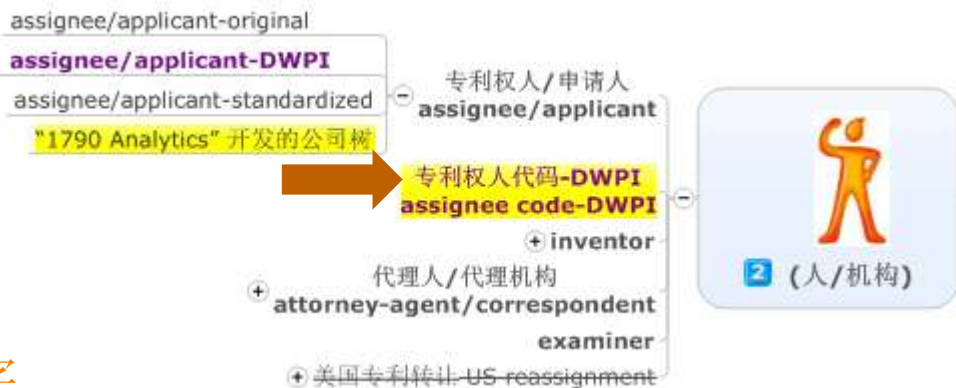 assignee/applicant-original
assignee/applicant-DWPI
assignee/applicant-standardized
“1790 Analytics” 开发的公司树
专利权人/申请人
assignee/applicant
专利权人代码-DWPI
assignee code-DWPI
inventor
代理人/代理机构
attorney-agent/correspondent
examiner
美国专利转让 US reassignment
2 (人/机构)